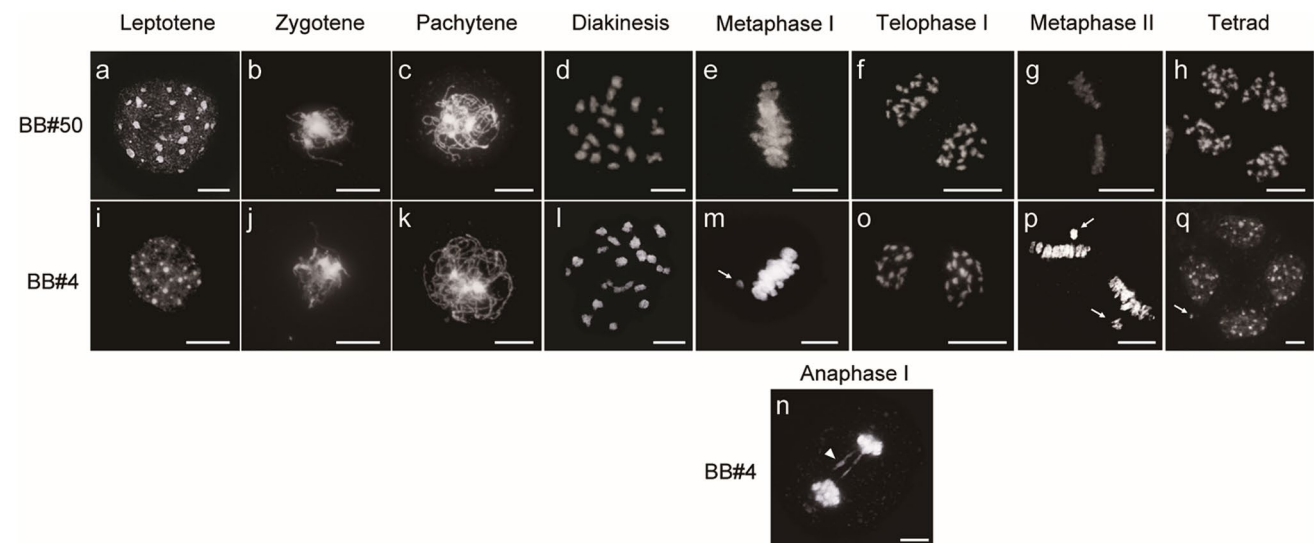 Leptotene Zygotene Pachytene Diakinesis Metaphase I Telophase I Metaphase II Tetrad
a b c d e f g h
BB#50
i j k l m o p q
BB#4
Anaphase I
n
BB#4